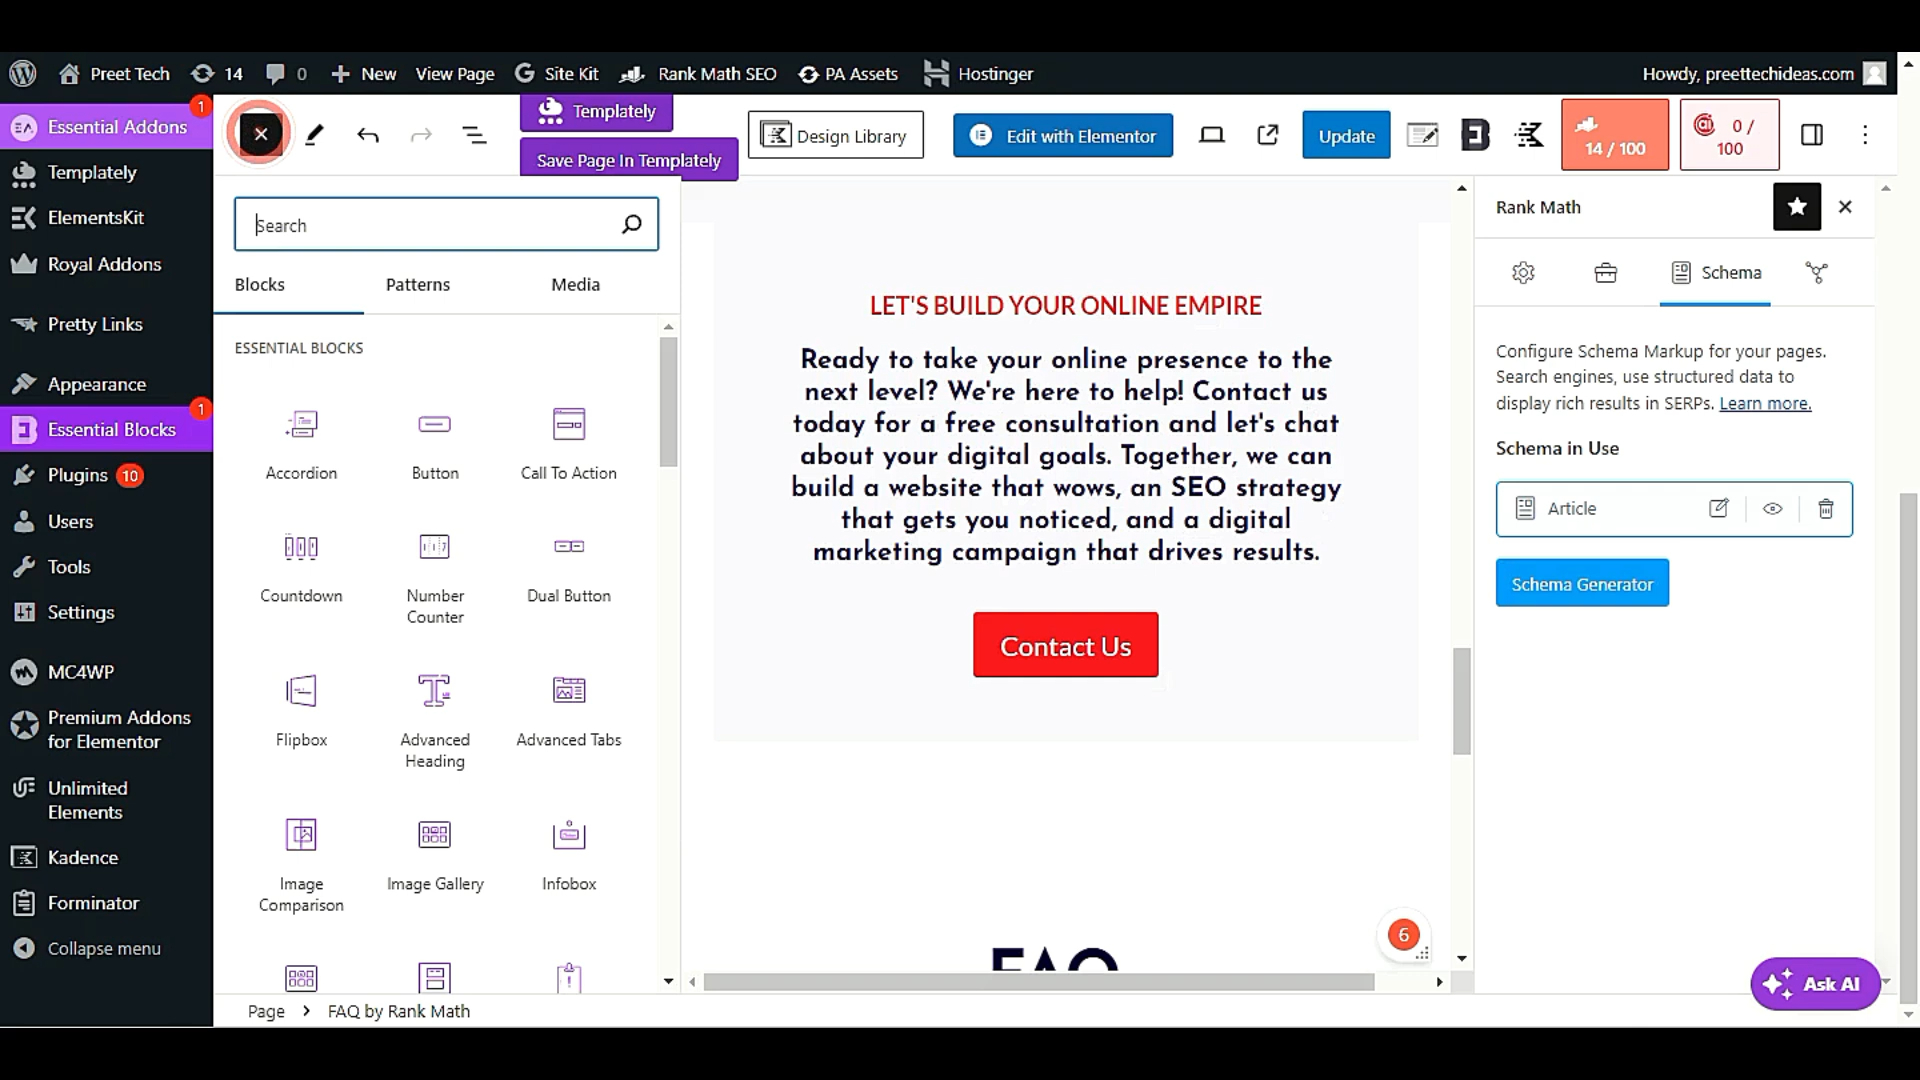 Preet Tech
14
0
New
View Page
Site Kit
Rank Math SEO
PA Assets
Hostinger
Howdy, preettechideas.com
Essential Addons
1
Templately
ElementsKit
Royal Addons
Pretty Links
Appearance
Essential Blocks
1
Plugins 10
Users
Tools
Settings
MC4WP
Premium Addons
for Elementor
Unlimited
Elements
Kadence
Forminator
Collapse menu
Templately
Save Page In Templately
Design Library
Edit with Elementor
Update
14 / 100
0 /
100
Search
Blocks
Patterns
Media
ESSENTIAL BLOCKS
Accordion
Button
Call To Action
Countdown
Number
Counter
Dual Button
Flipbox
Advanced
Heading
Advanced Tabs
Image
Comparison
Image Gallery
Infobox
LET'S BUILD YOUR ONLINE EMPIRE
Ready to take your online presence to the
next level? We're here to help! Contact us
today for a free consultation and let's chat
about your digital goals. Together, we can
build a website that wows, an SEO strategy
that gets you noticed, and a digital
marketing campaign that drives results.
Contact Us
FAQ
6
Rank Math
Schema
Configure Schema Markup for your pages.
Search engines, use structured data to
display rich results in SERPs. Learn more.
Schema in Use
Article
Schema Generator
Ask AI
Page
FAQ by Rank Math